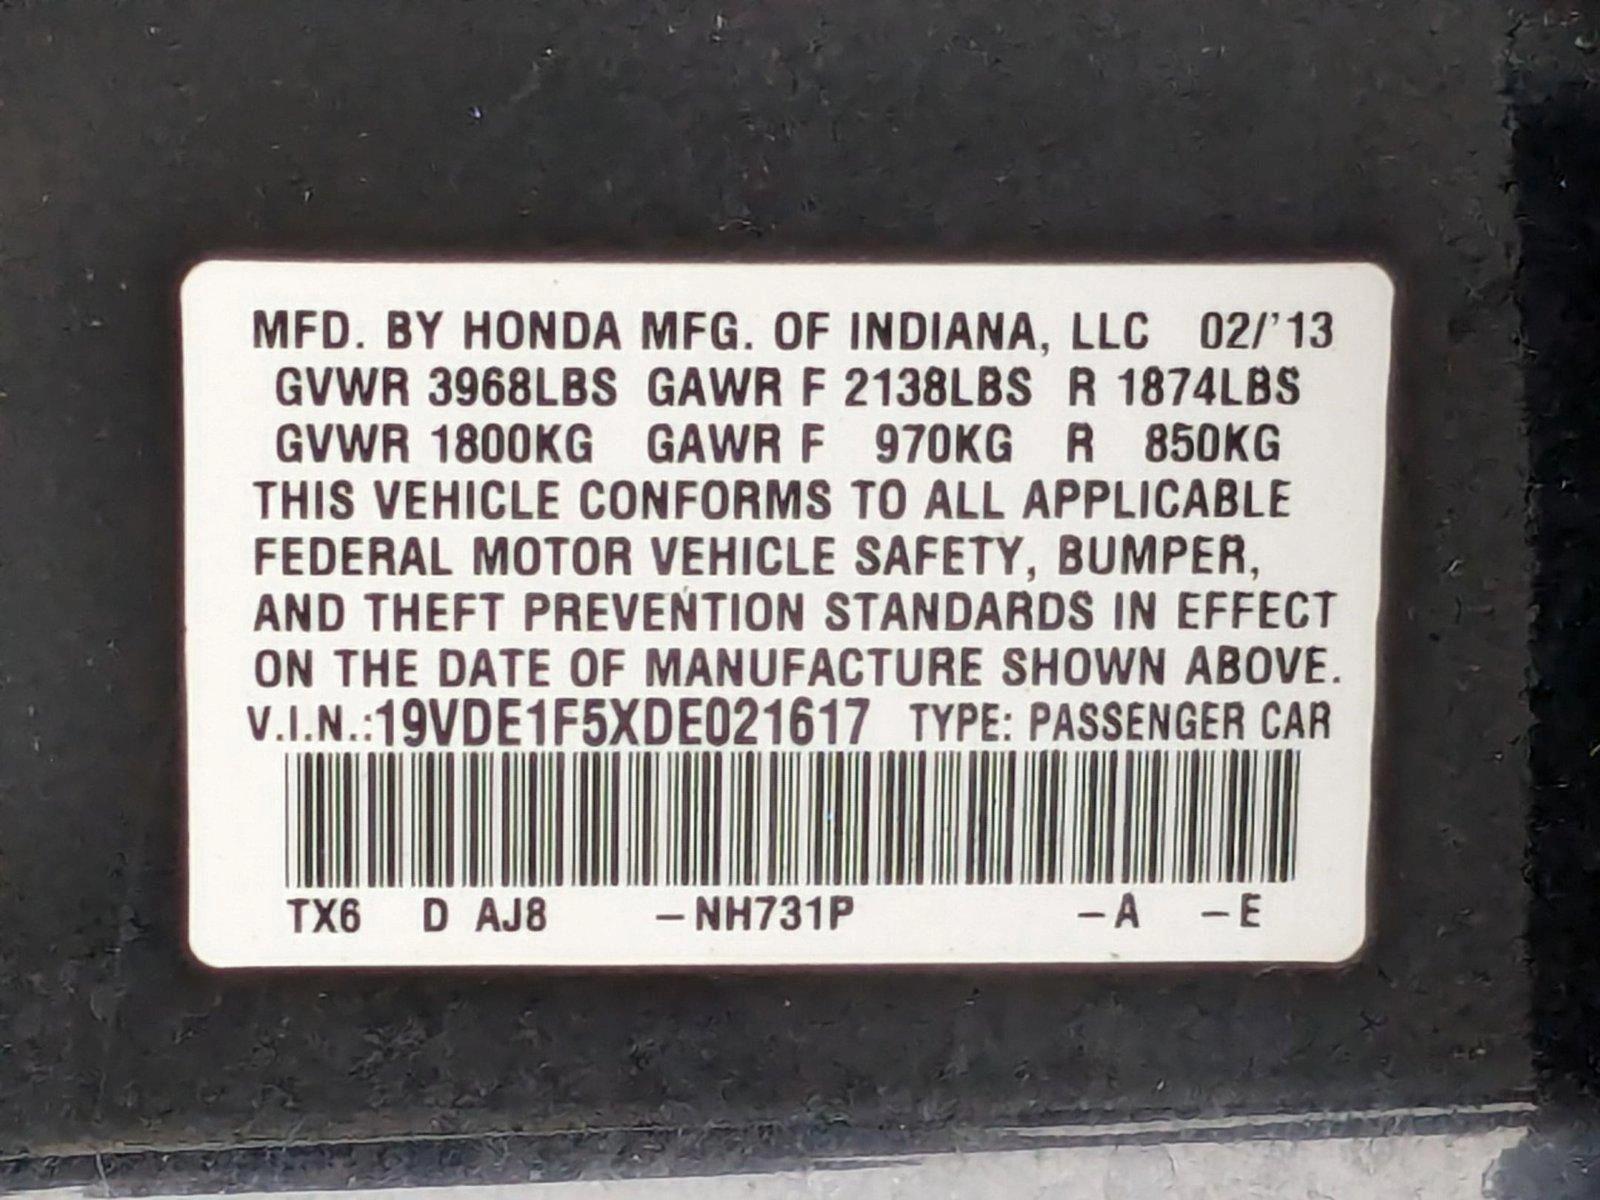 MFD. BY HONDA MFG. OF INDIANA, LLC 02/'13
GVWR 3968LBS GAWR F 2138LBS R 1874LBS
GVWR 1800KG GAWR F 970KG R 850KG
THIS VEHICLE CONFORMS TO ALL APPLICABLE
FEDERAL MOTOR VEHICLE SAFETY, BUMPER,
AND THEFT PREVENTION STANDARDS IN EFFECT
ON THE DATE OF MANUFACTURE SHOWN ABOVE.
V.I.N.:19VDE1F5XDE021617 TYPE: PASSENGER CAR
TX6 D AJ8 –NH731P –A –E